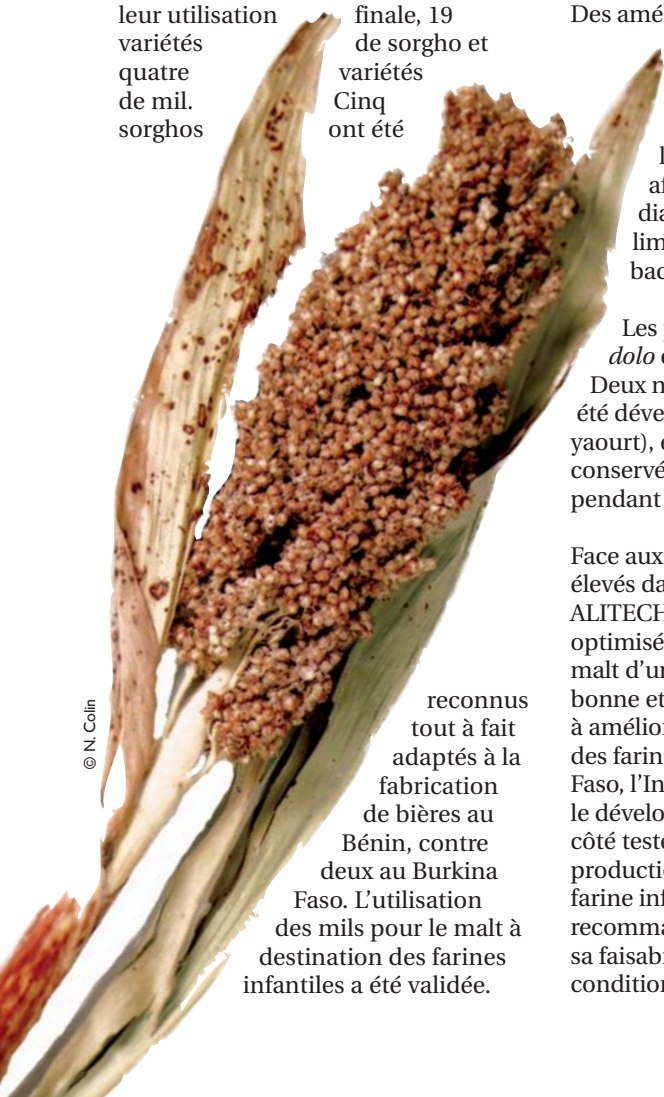 leur utilisation finale, 19
variétés de sorgho et
quatre variétés
de mil. Cinq
sorghos ont été
reconnus
tout à fait
adaptés à la
fabrication
de bières au
Bénin, contre
deux au Burkina
Faso. L’utilisation
des mils pour le malt à
destination des farines
infantiles a été validée.
© N. Colin
Des amé
af
dia
lim
bac
Les
dolo
Deux
été déve
yaourt),
conservé
pendant
Face aux
élevés da
ALITECH
optimisé
malt d’un
bonne et
à amélior
des farin
Faso, l’In
le dévelo
côté teste
producti
farine inf
recomma
sa faisab
condition